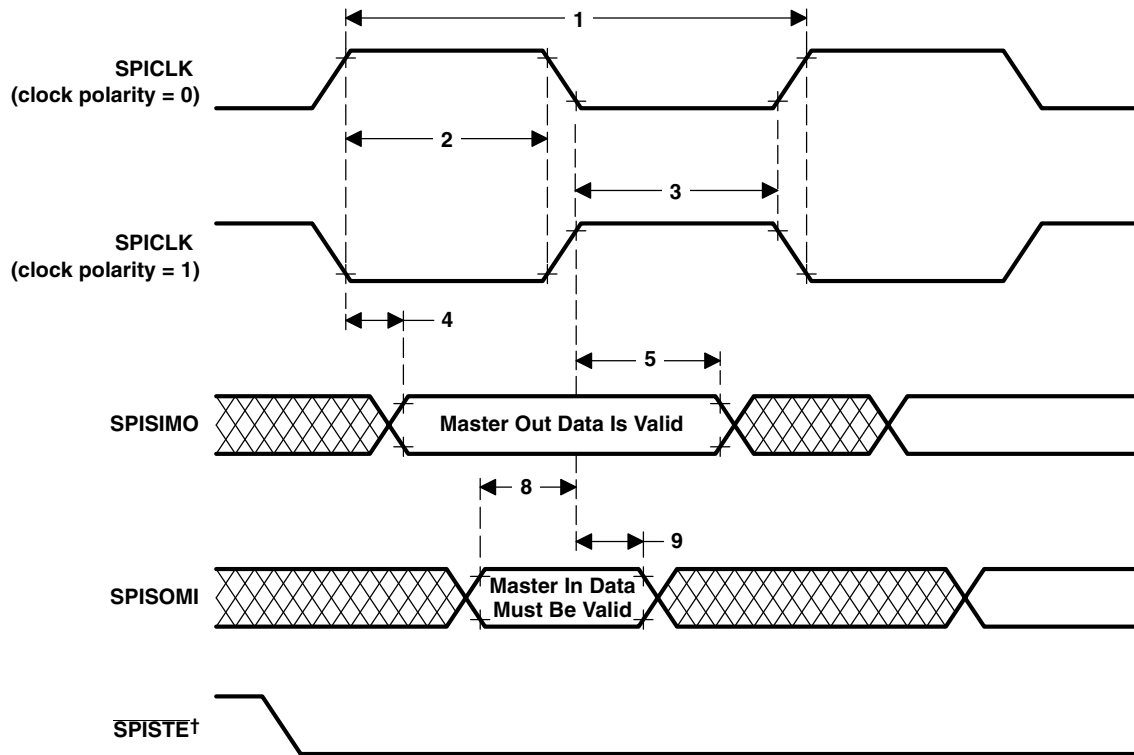 1
SPICLK
(clock polarity = 0)
2
3
SPICLK
(clock polarity = 1)
4
5
SPISIMO
Master Out Data Is Valid
8
9
SPISOMI
Master In Data
Must Be Valid
SPISTE†